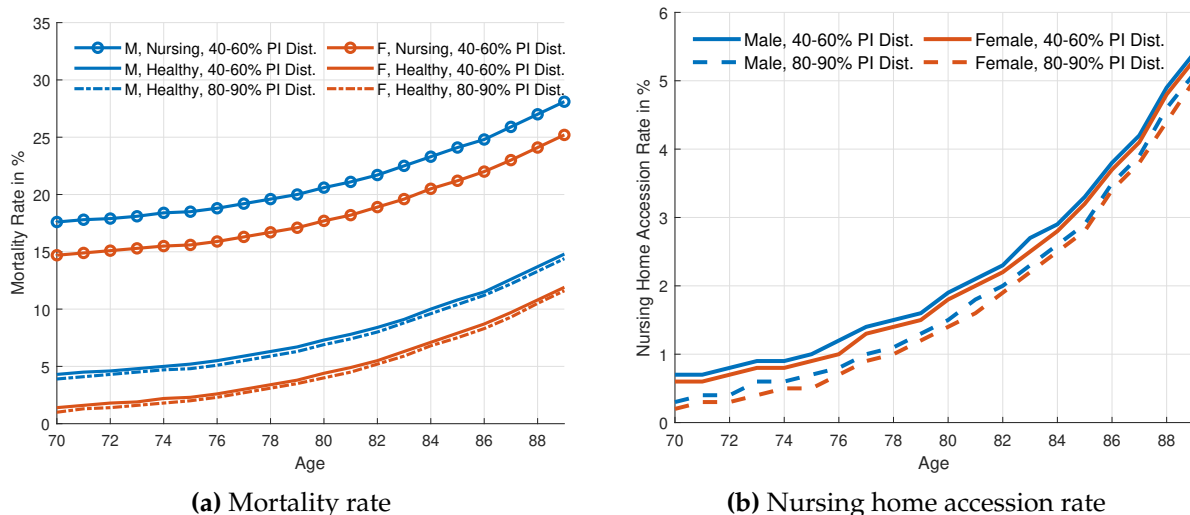 35
30
25
20
15
10
5
0
Mortality Rate in %
M, Nursing, 40-60% PI Dist.
M, Healthy, 40-60% PI Dist.
M, Healthy, 80-90% PI Dist.
F, Nursing, 40-60% PI Dist.
F, Healthy, 40-60% PI Dist.
F, Healthy, 80-90% PI Dist.
70 72 74 76 78 80 82 84 86 88
Age
(a) Mortality rate
6
5
4
3
2
1
0
Nursing Home Accession Rate in %
Male, 40-60% PI Dist.
Male, 80-90% PI Dist.
Female, 40-60% PI Dist.
Female, 80-90% PI Dist.
70 72 74 76 78 80 82 84 86 88
Age
(b) Nursing home accession rate